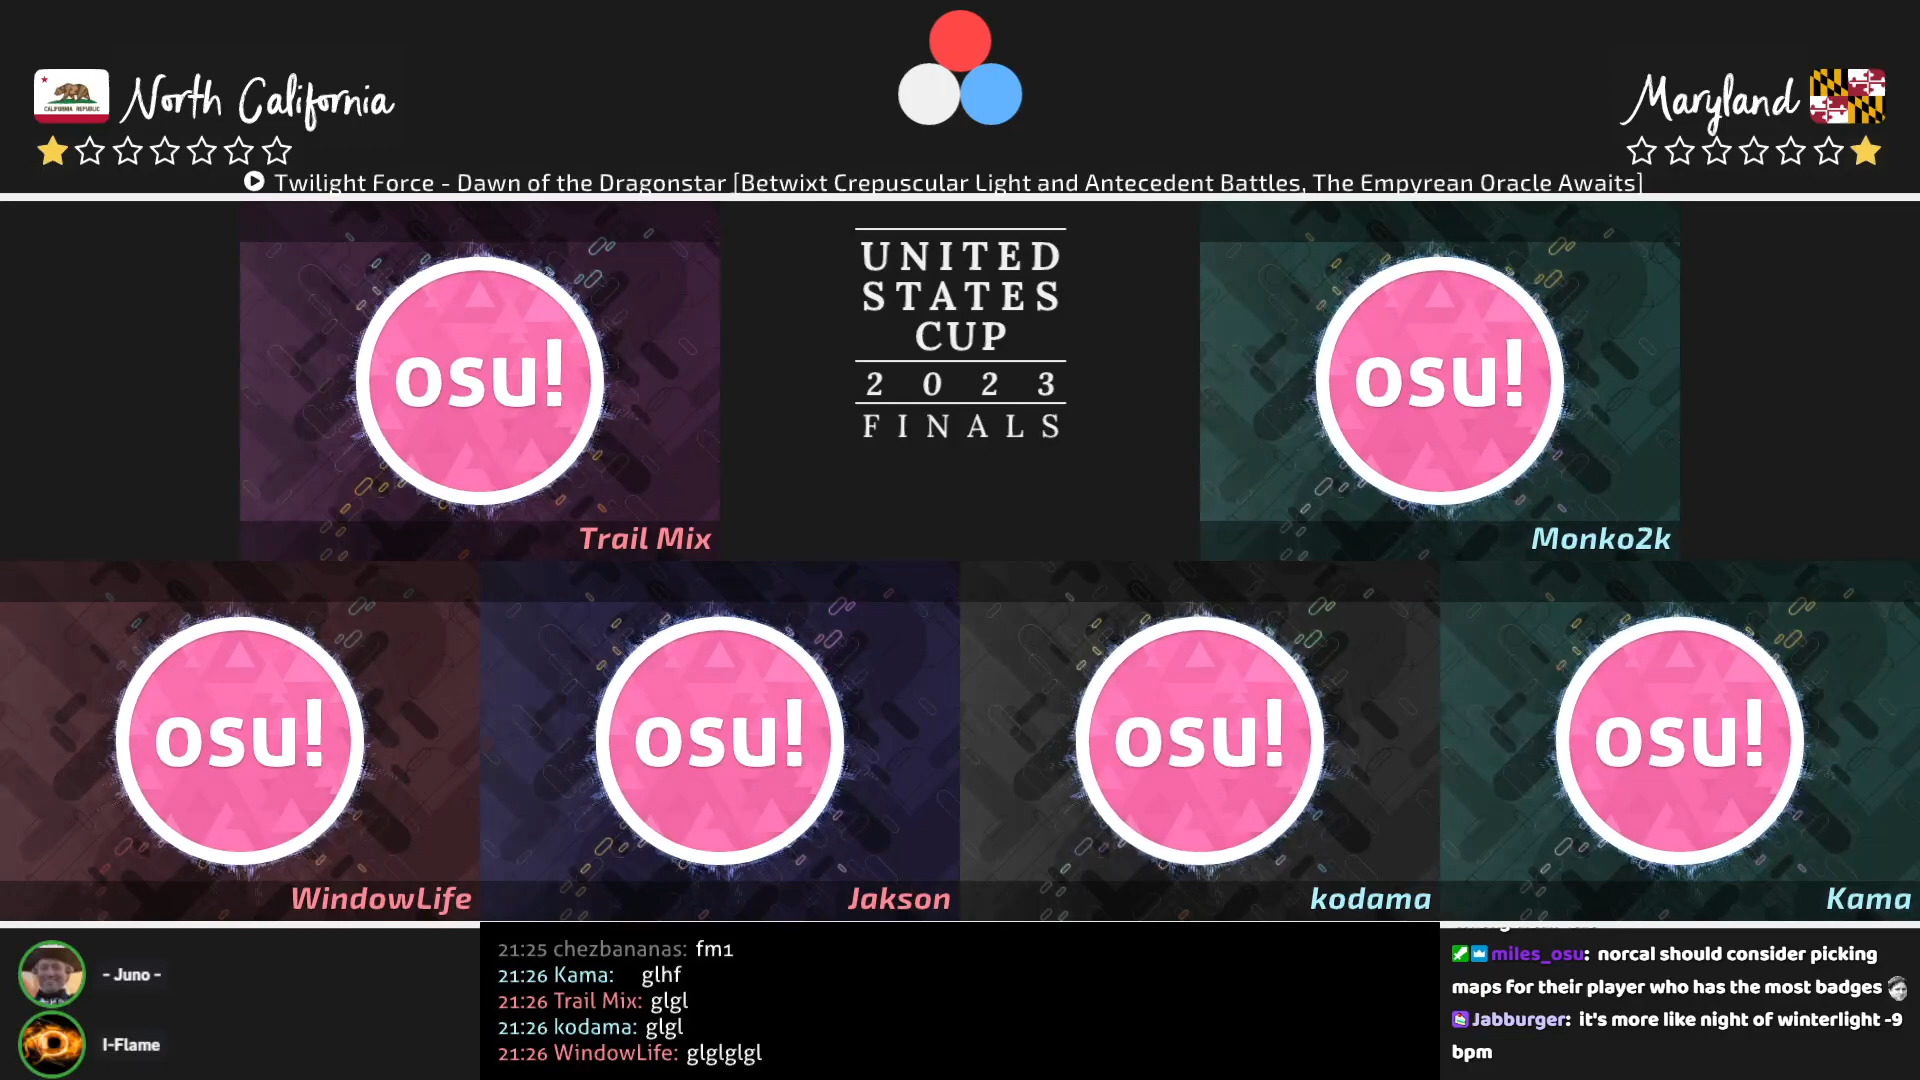 North California
CALIFORNIA REPUBLIC
Maryland
Twilight Force - Dawn of the Dragonstar [Betwixt Crepuscular Light and Antecedent Battles, The Empyrean Oracle Awaits]
UNITED
STATES
CUP
2023
FINALS
osu!
Trail Mix
osu!
Monko2k
osu!
WindowLife
osu!
Jakson
osu!
kodama
osu!
Kama
- Juno -
I-Flame
21:25 chezbananas: fm1
21:26 Kama: glhf
21:26 Trail Mix: glgl
21:26 kodama: glgl
21:26 WindowLife: glglglgl
miles_osu: norcal should consider picking
maps for their player who has the most badges
Jabburger: it's more like night of winterlight -9
bpm